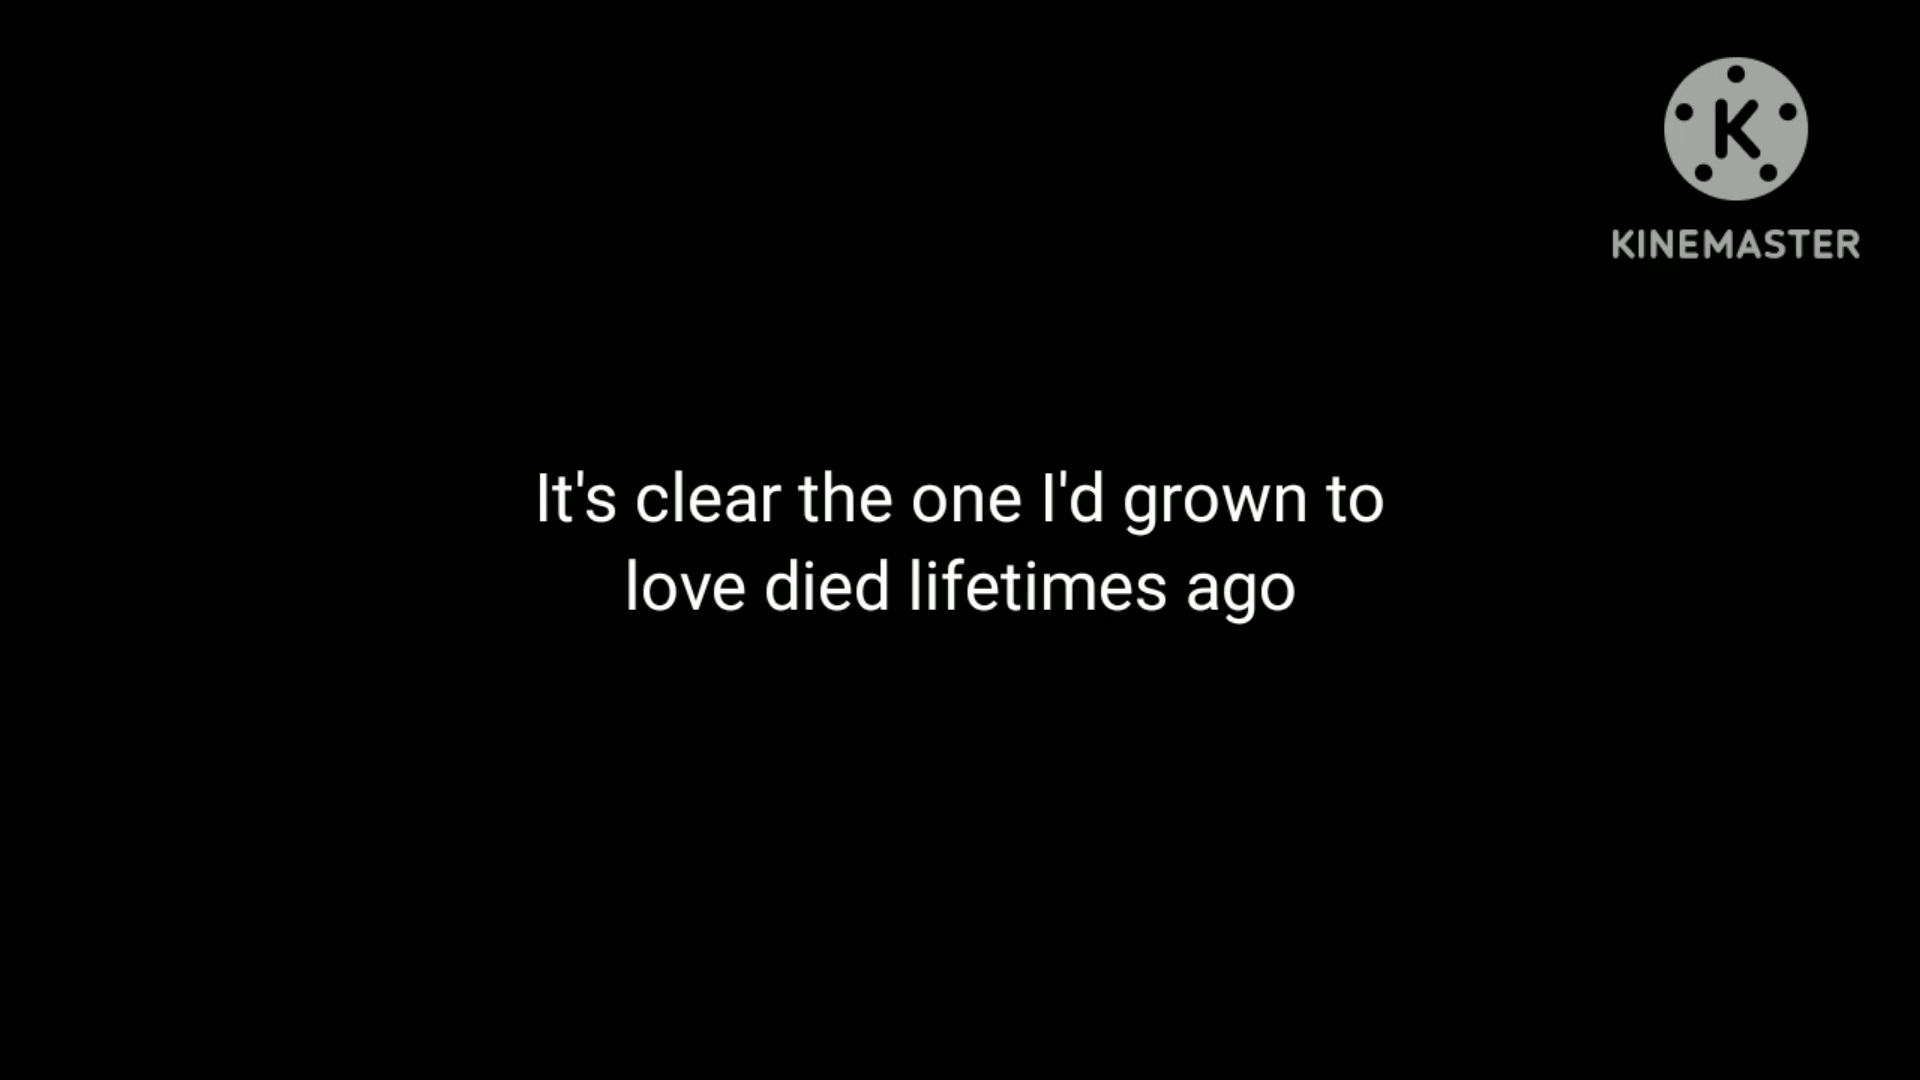 K
KINEMASTER
It's clear the one I'd grown to
love died lifetimes ago